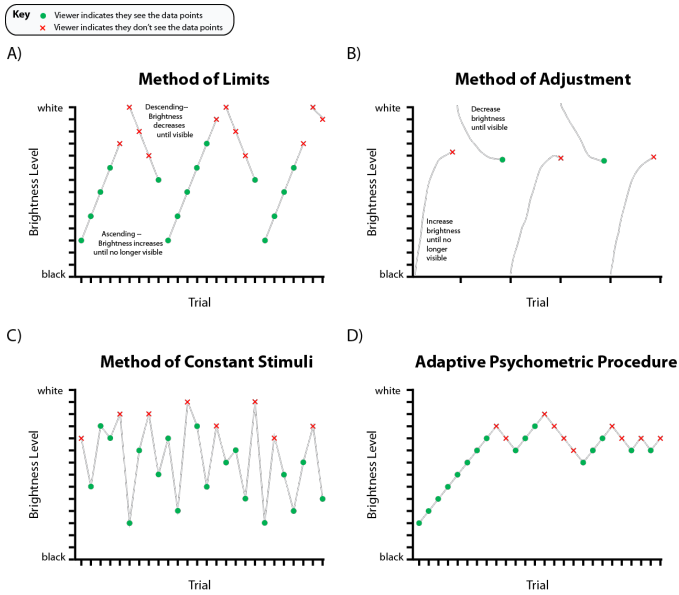 Key
Viewer indicates they see the data points
Viewer indicates they don't see the data points
A)
Method of Limits
white
Brightness Level
black
Descending–
Brightness
decreases
until visible
Ascending –
Brightness increases
until no longer visible
Trial
B)
Method of Adjustment
white
Brightness Level
black
Decrease
brightness
until visible
Increase
brightness
until no
longer
visible
Trial
C)
Method of Constant Stimuli
white
Brightness Level
black
Trial
D)
Adaptive Psychometric Procedure
white
Brightness Level
black
Trial